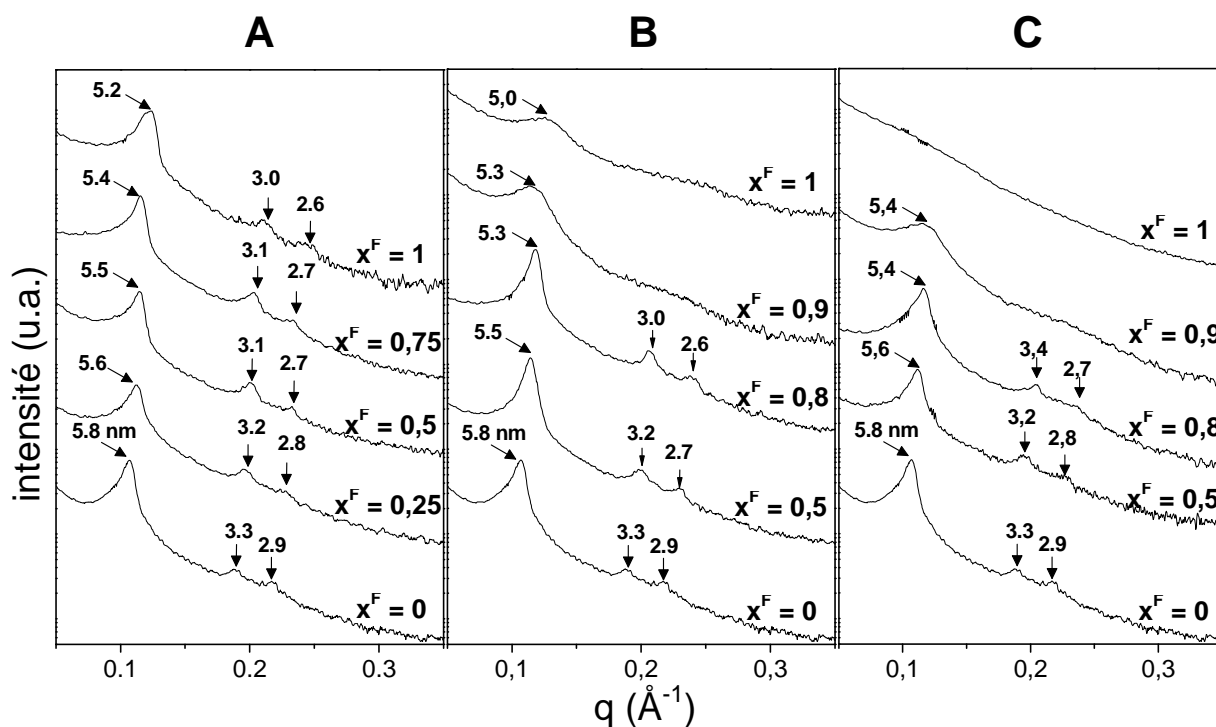 A
B
C
intensité (u.a.)
5.2
3.0
2.6
x^F = 1
5.4
3.1
2.7
x^F = 0,75
5.5
3.1
2.7
x^F = 0,5
5.6
3.2
2.8
x^F = 0,25
5.8 nm
3.3
2.9
x^F = 0
0.1
0.2
0.3
5,0
x^F = 1
5.3
x^F = 0,9
5.3
3.0
2.6
x^F = 0,8
5.5
3.2
2.7
x^F = 0,5
5.8 nm
3.3
2.9
x^F = 0
0,1
0,2
0,3
x^F = 1
5,4
x^F = 0,9
5,4
3,4
2,7
x^F = 0,8
5,6
3,2
2,8
x^F = 0,5
5.8 nm
3.3
2.9
x^F = 0
0,1
0,2
0,3
q (Å⁻¹)